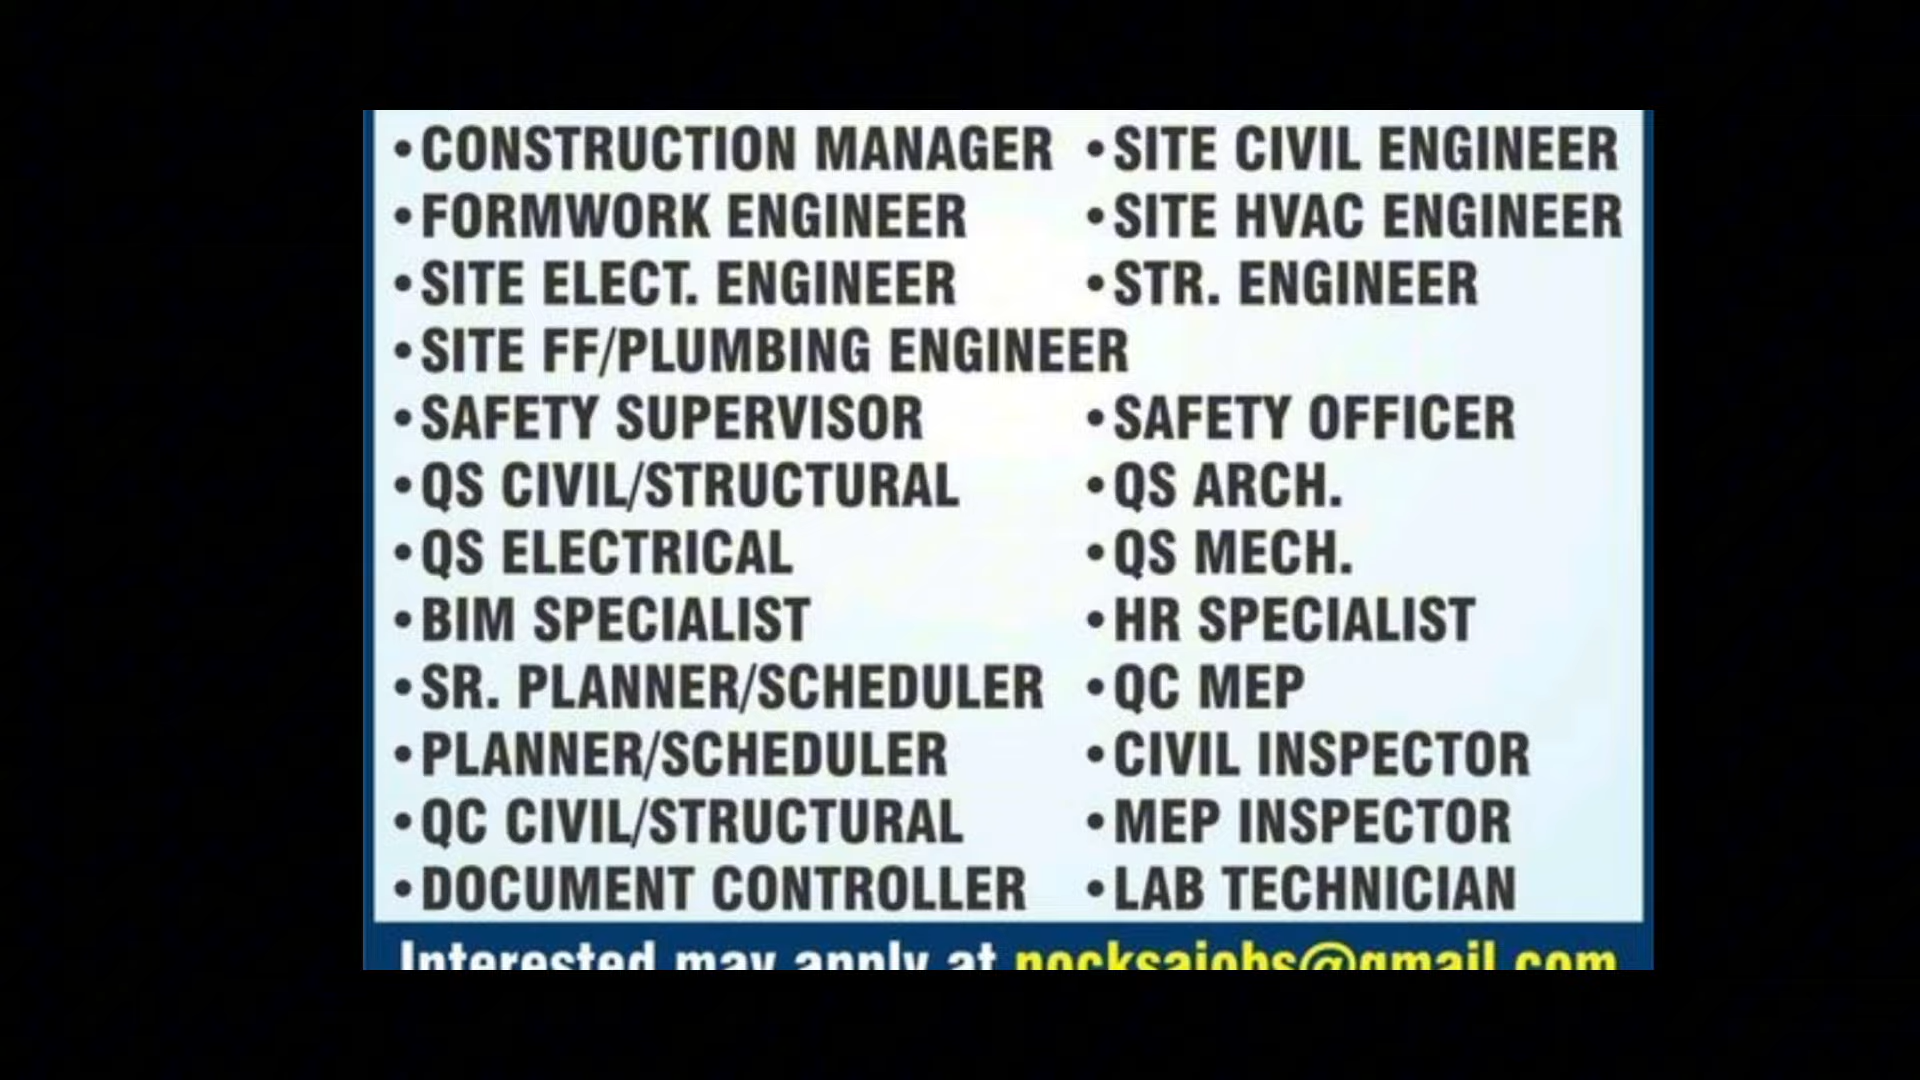 • CONSTRUCTION MANAGER • SITE CIVIL ENGINEER
• FORMWORK ENGINEER • SITE HVAC ENGINEER
• SITE ELECT. ENGINEER • STR. ENGINEER
• SITE FF/PLUMBING ENGINEER
• SAFETY SUPERVISOR • SAFETY OFFICER
• QS CIVIL/STRUCTURAL • QS ARCH.
• QS ELECTRICAL • QS MECH.
• BIM SPECIALIST • HR SPECIALIST
• SR. PLANNER/SCHEDULER • QC MEP
• PLANNER/SCHEDULER • CIVIL INSPECTOR
• QC CIVIL/STRUCTURAL • MEP INSPECTOR
• DOCUMENT CONTROLLER • LAB TECHNICIAN
Interested may apply at